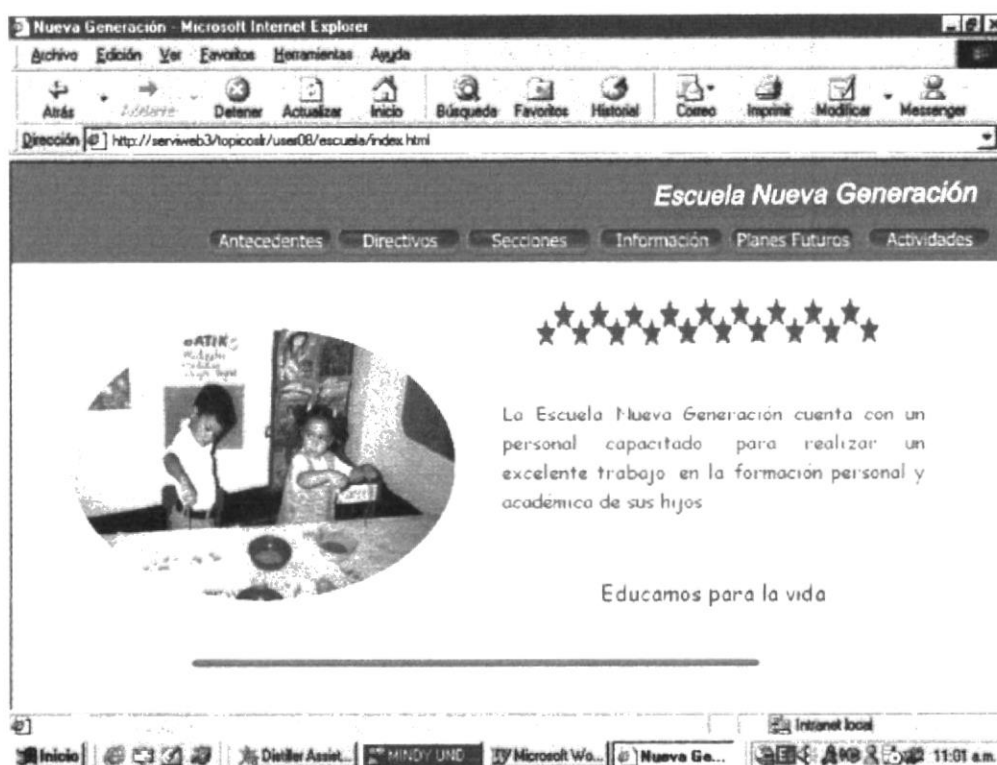 Nueva Generación - Microsoft Internet Explorer
Archivo Edición Ver Favoritos Herramientas Ayuda
Atrás Adelante Detener Actualizar Inicio Búsqueda Favoritos Historial Correo Imprimir Modificar Messenger
Dirección http://serviweb3/topicoslr/user08/escuela/index.html
Escuela Nueva Generación
Antecedentes Directivos Secciones Información Planes Futuros Actividades
La Escuela Nueva Generación cuenta con un
personal capacitado para realizar un
excelente trabajo en la formación personal y
académica de sus hijos
Educamos para la vida
Intranet local
Inicio Distiller Assist... MINDY UND... Microsoft Wo... Nueva Ge... 11:01 a.m.